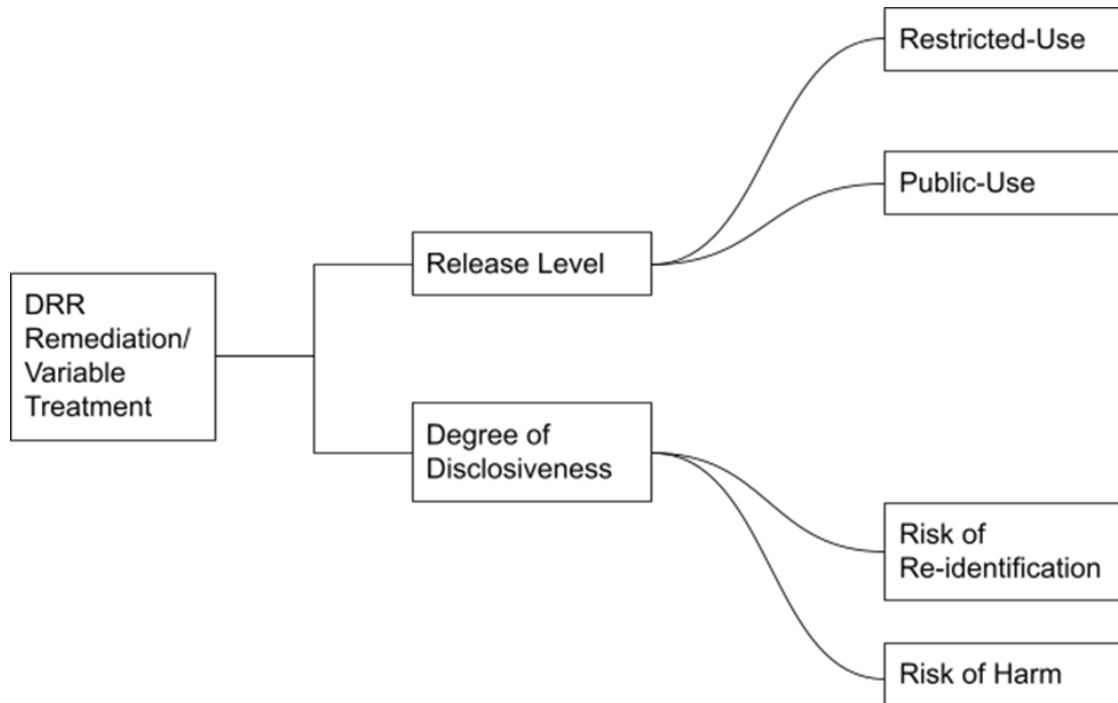 Restricted-Use
Public-Use
Release Level
DRR
Remediation/
Variable
Treatment
Degree of
Disclosiveness
Risk of
Re-identification
Risk of Harm